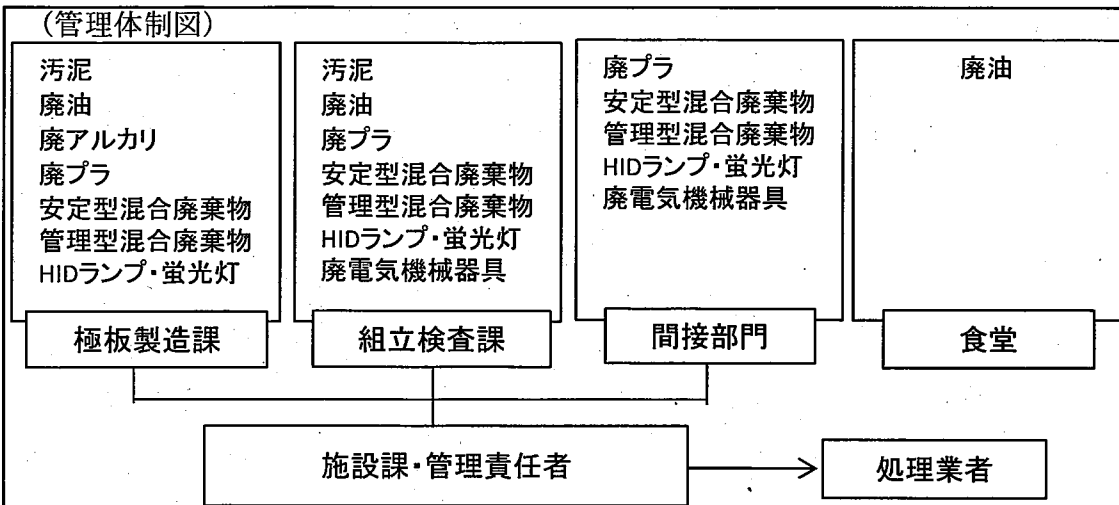 (管理体制図)
汚泥
廃油
廃アルカリ
廃プラ
安定型混合廃棄物
管理型混合廃棄物
HIDランプ・蛍光灯
極板製造課
汚泥
廃油
廃プラ
安定型混合廃棄物
管理型混合廃棄物
HIDランプ・蛍光灯
廃電気機械器具
組立検査課
廃プラ
安定型混合廃棄物
管理型混合廃棄物
HIDランプ・蛍光灯
廃電気機械器具
間接部門
廃油
食堂
施設課・管理責任者
処理業者